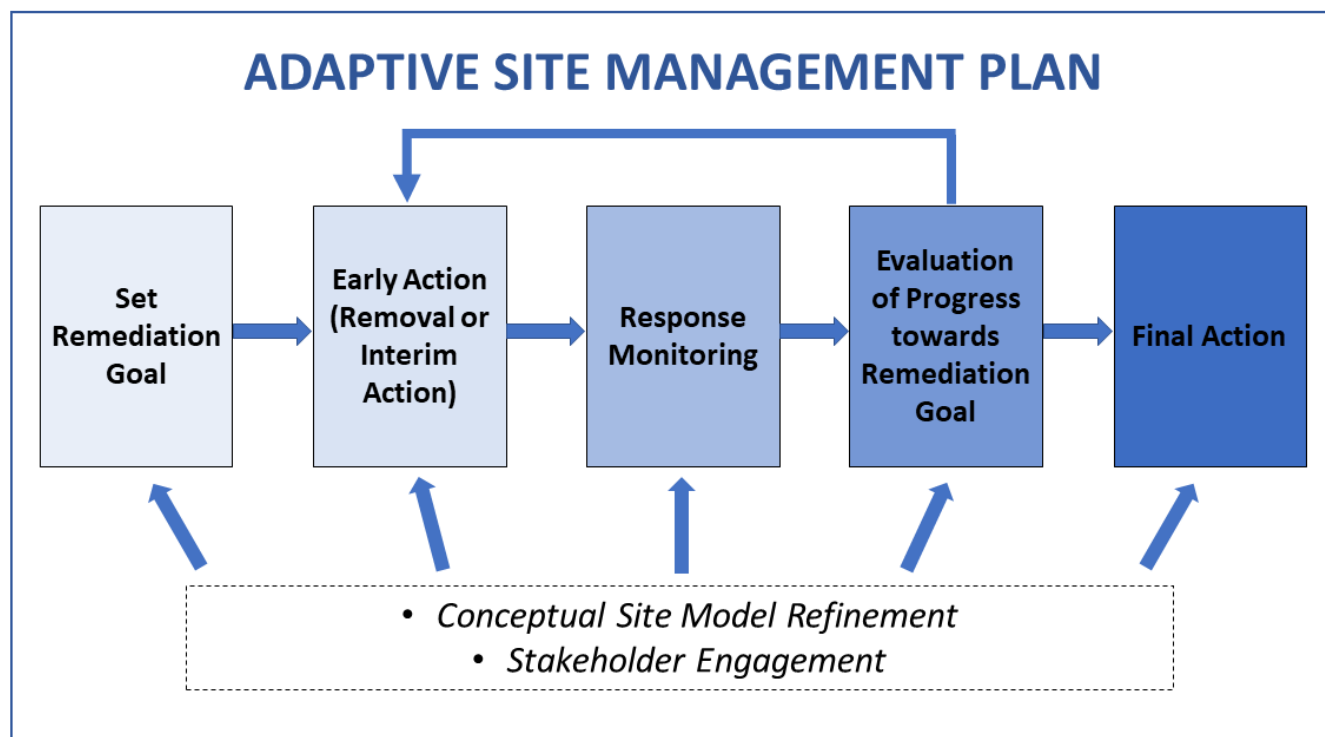 ADAPTIVE SITE MANAGEMENT PLAN
Set
Remediation
Goal
Early Action
(Removal or
Interim
Action)
Response
Monitoring
Evaluation
of Progress
towards
Remediation
Goal
Final Action
• Conceptual Site Model Refinement
• Stakeholder Engagement